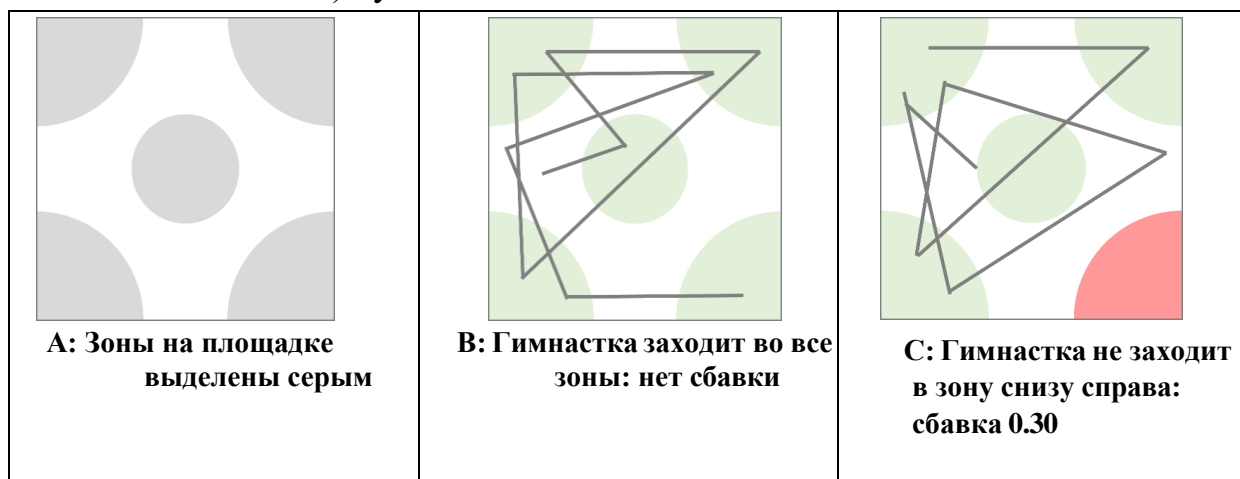 А: Зоны на площадке
выделены серым
В: Гимнастка заходит во все
зоны: нет сбавки
С: Гимнастка не заходит
в зону снизу справа:
сбавка 0.30